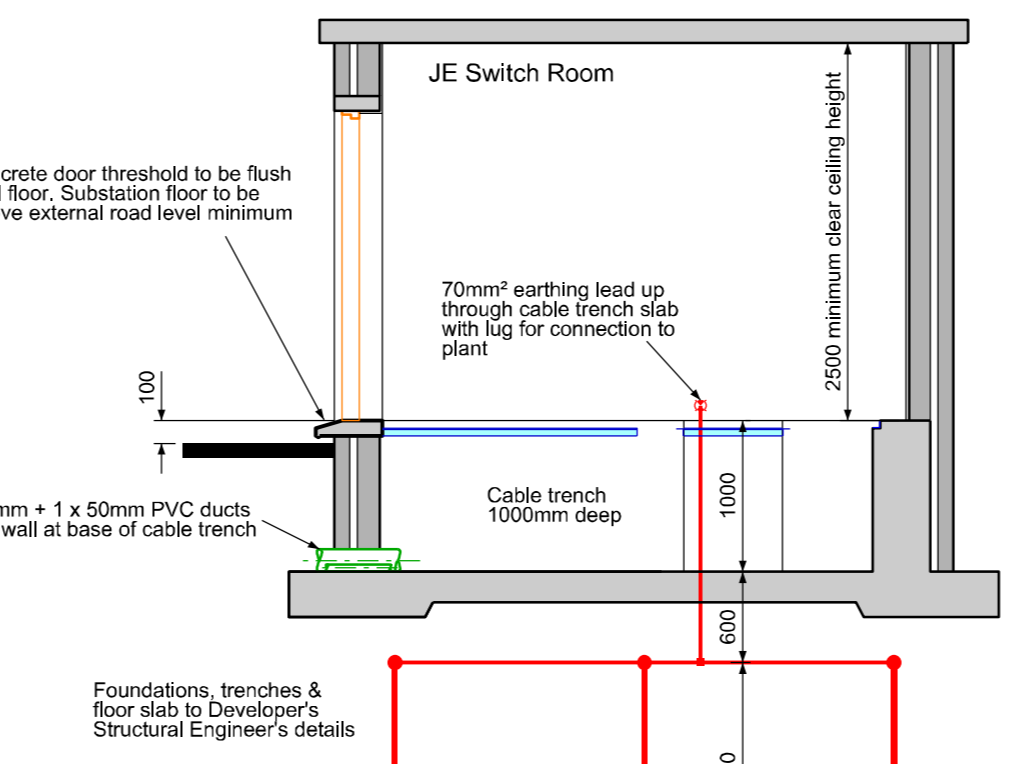 JE Switch Room
crete door threshold to be flush
floor. Substation floor to be
ve external road level minimum
2500 minimum clear ceiling height
70mm² earthing lead up
through cable trench slab
with lug for connection to
plant
100
mm + 1 x 50mm PVC ducts
wall at base of cable trench
Cable trench
1000mm deep
1000
600
Foundations, trenches &
floor slab to Developer's
Structural Engineer's details
0